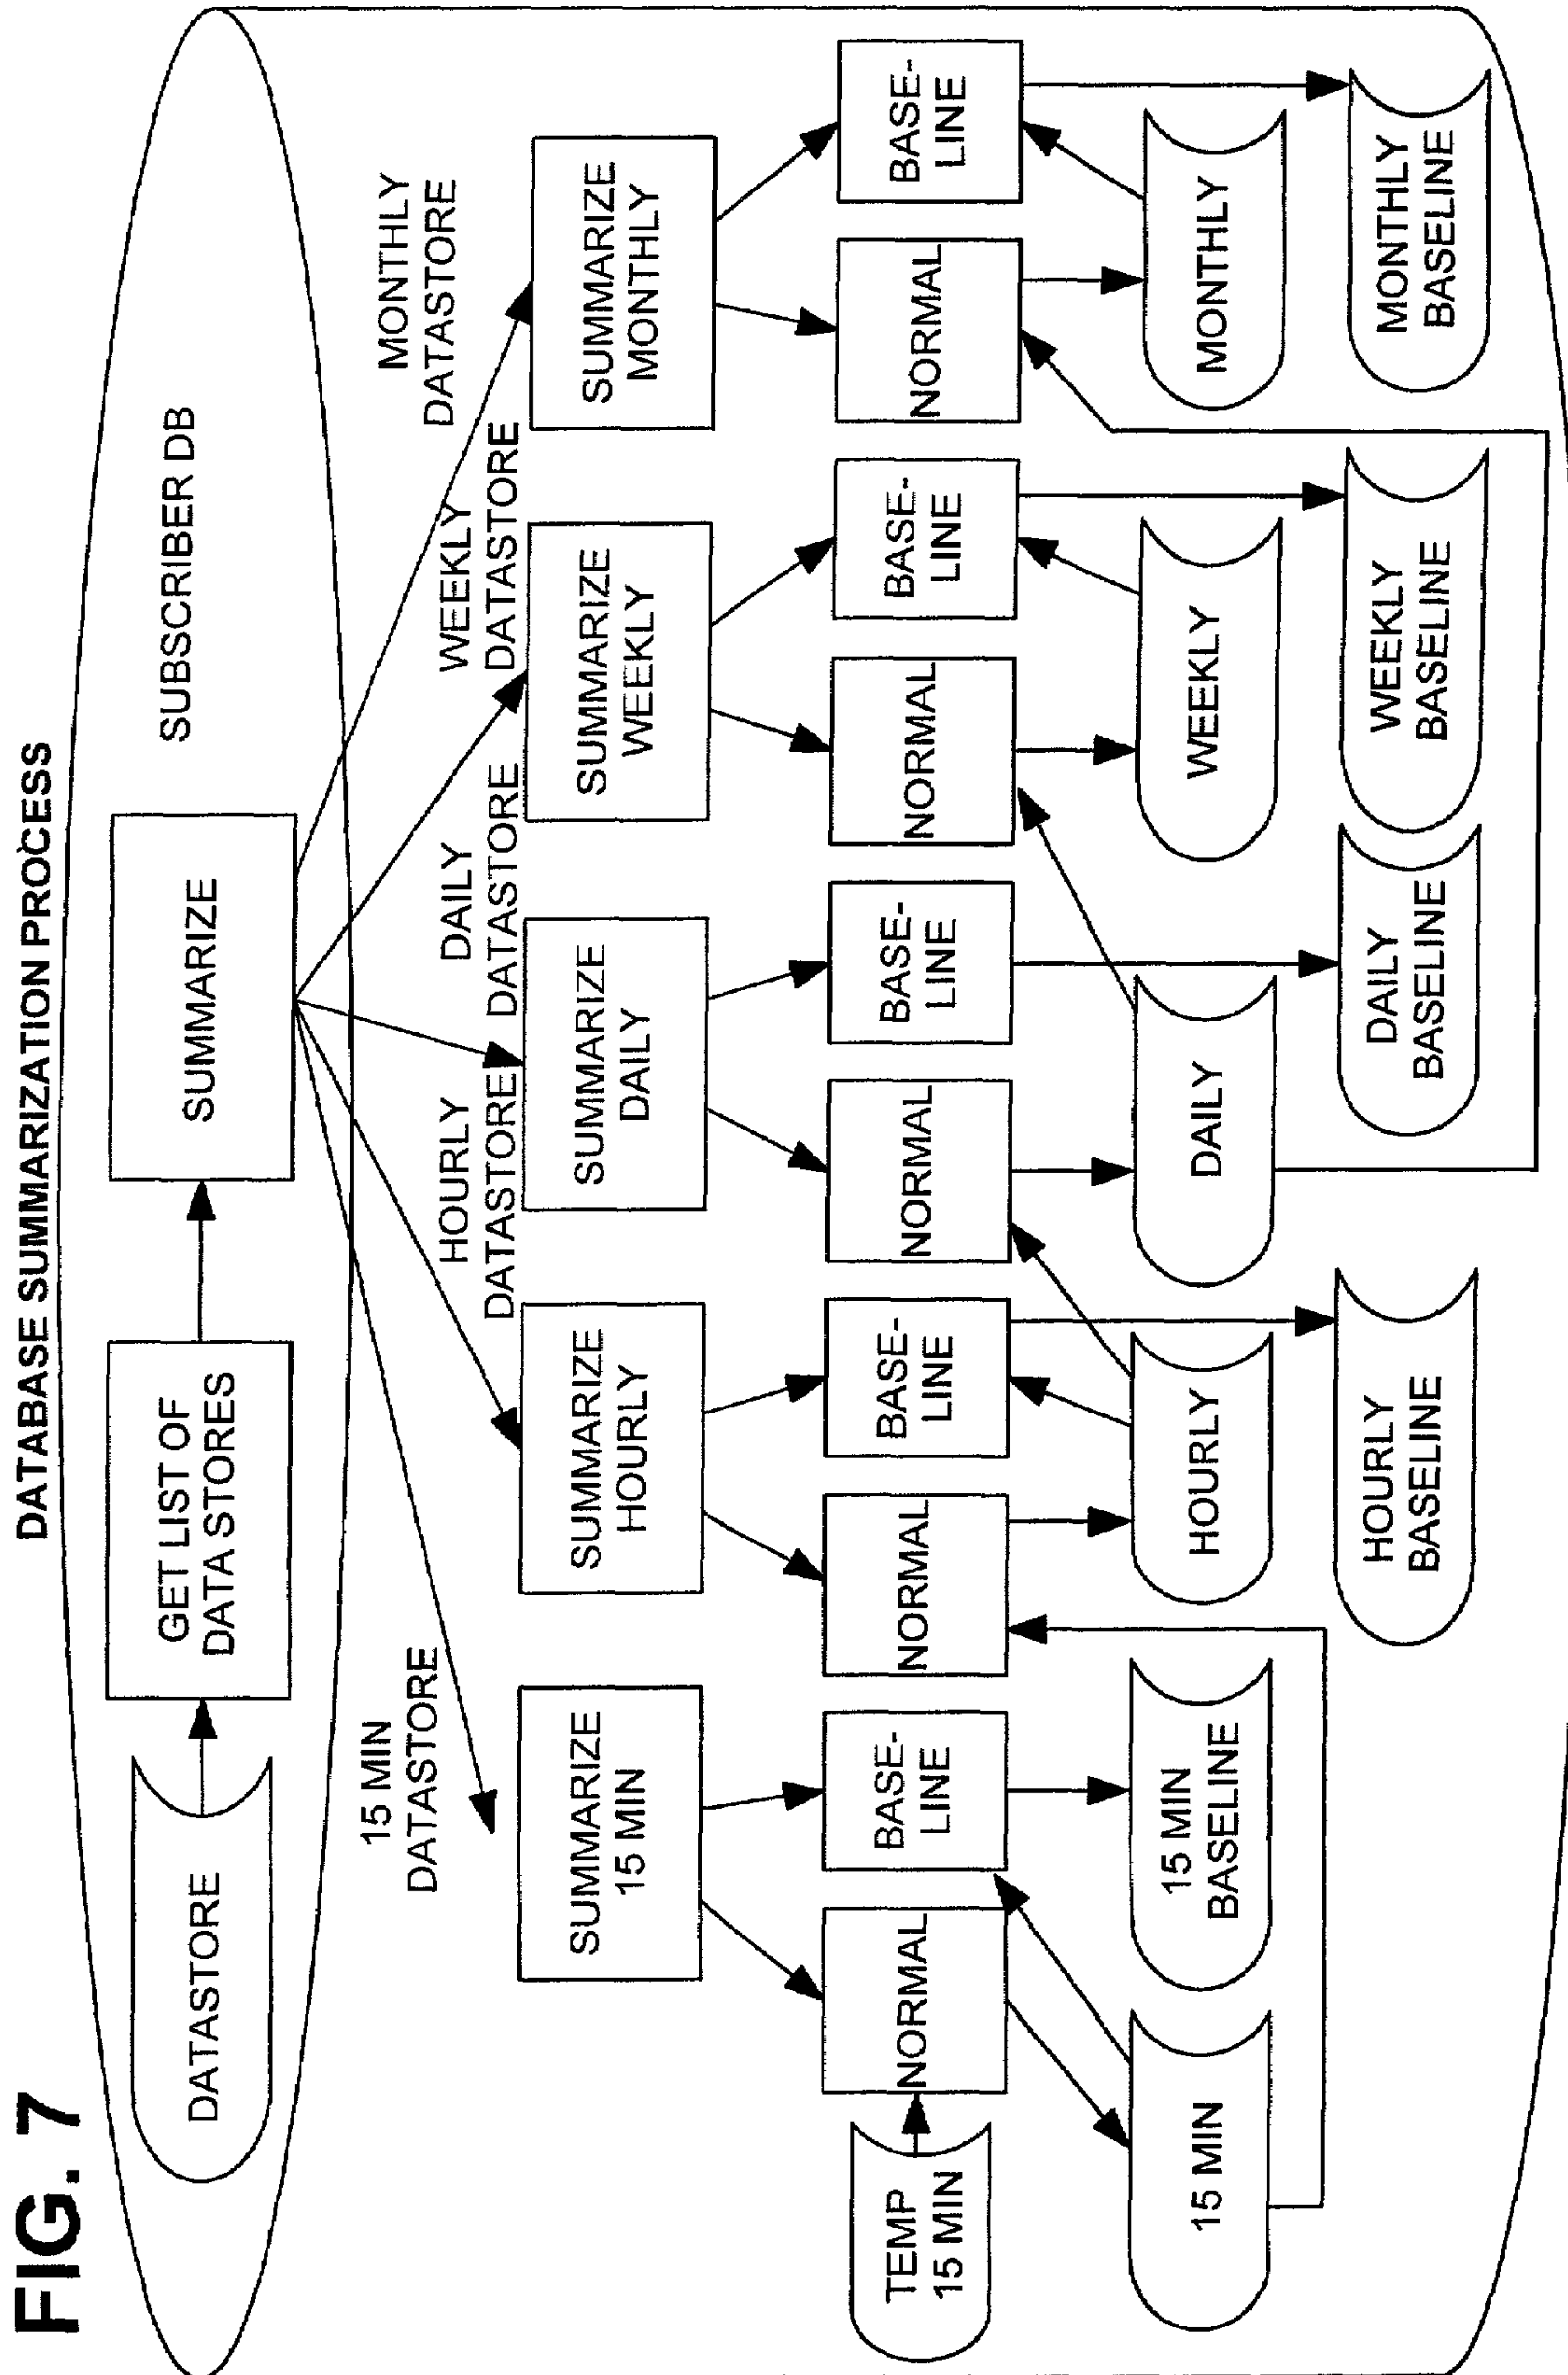 FIG. 7
DATABASE SUMMARIZATION PROCESS
DATASTORE
GET LIST OF
DATA STORES
SUMMARIZE
SUBSCRIBER DB
15 MIN
DATASTORE
HOURLY
DATASTORE
DAILY
DATASTORE
WEEKLY
DATASTORE
MONTHLY
DATASTORE
SUMMARIZE
15 MIN
SUMMARIZE
HOURLY
SUMMARIZE
DAILY
SUMMARIZE
WEEKLY
SUMMARIZE
MONTHLY
TEMP
15 MIN
NORMAL
BASE-
LINE
NORMAL
BASE-
LINE
NORMAL
BASE-
LINE
NORMAL
BASE-
LINE
NORMAL
BASE-
LINE
15 MIN
15 MIN
BASELINE
HOURLY
DAILY
WEEKLY
MONTHLY
HOURLY
BASELINE
DAILY
BASELINE
WEEKLY
BASELINE
MONTHLY
BASELINE